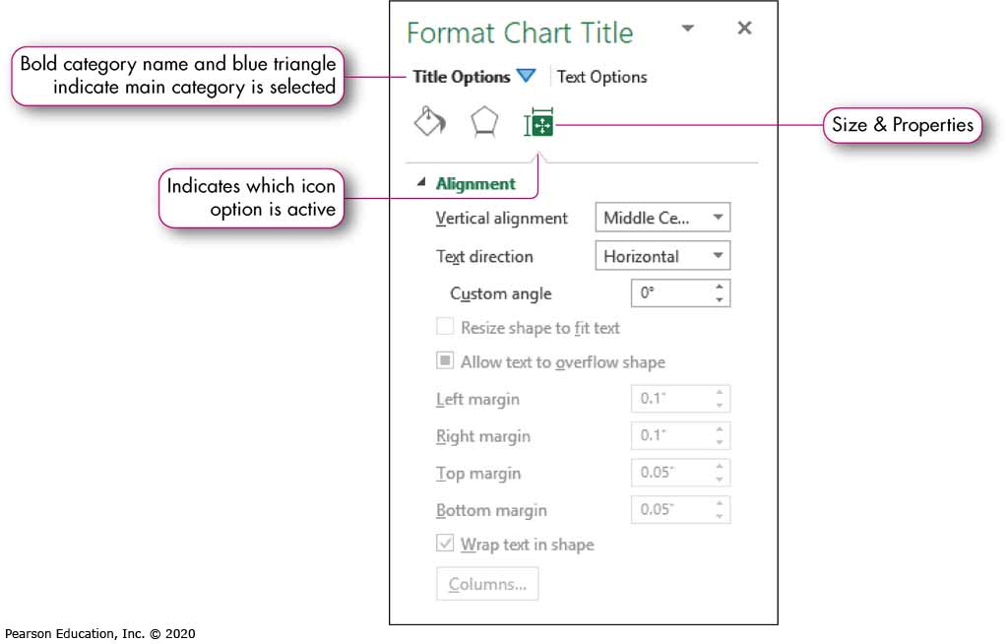 Format Chart Title
Bold category name and blue triangle
indicate main category is selected
Title Options
Text Options
Size & Properties
Indicates which icon
option is active
Alignment
Vertical alignment
Middle Ce...
Text direction
Horizontal
Custom angle
0°
Resize shape to fit text
Allow text to overflow shape
Left margin
0.1"
Right margin
0.1"
Top margin
0.05"
Bottom margin
0.05"
Wrap text in shape
Columns...
Pearson Education, Inc. © 2020